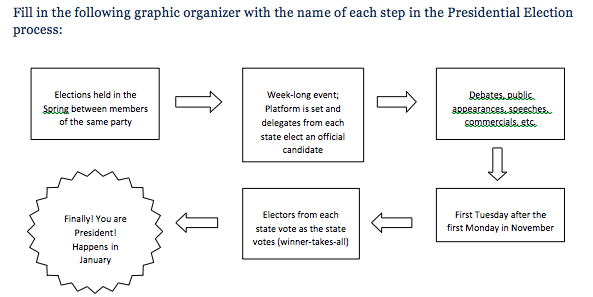 Fill in the following graphic organizer with the name of each step in the Presidential Election
process:
Elections held in the
Spring between members
of the same party
Week-long event;
Platform is set and
delegates from each
state elect an official
candidate
Debates, public
appearances, speeches,
commercials, etc.
First Tuesday after the
first Monday in November
Electors from each
state vote as the state
votes (winner-takes-all)
Finally! You are
President!
Happens in
January